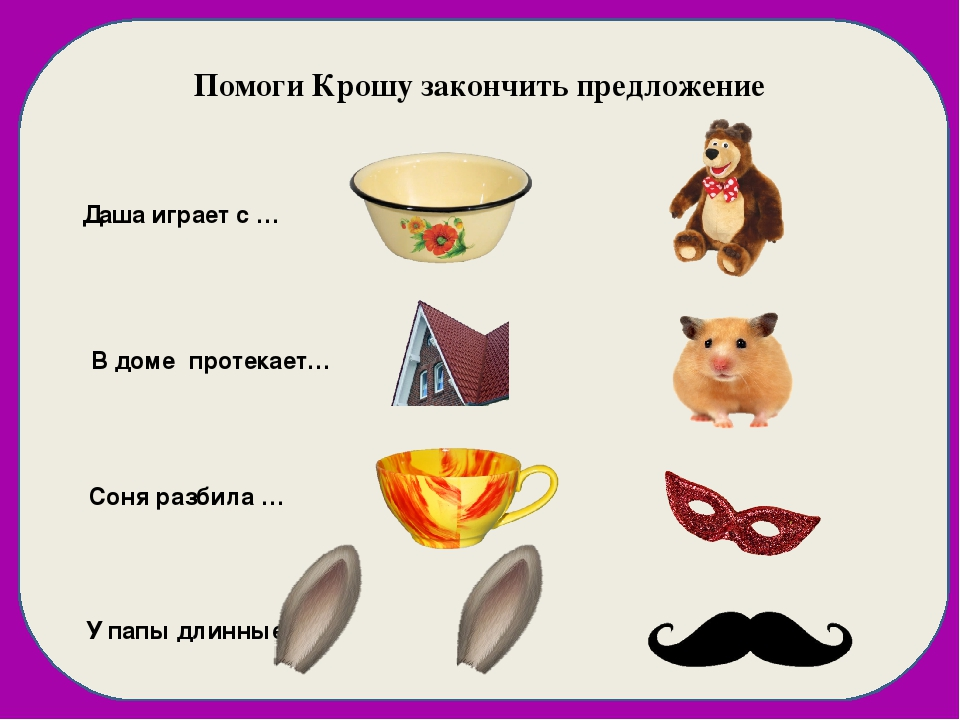 Помоги Крошу закончить предложение
Даша играет с …
В доме  протекает…
Соня разбила …
У папы длинные